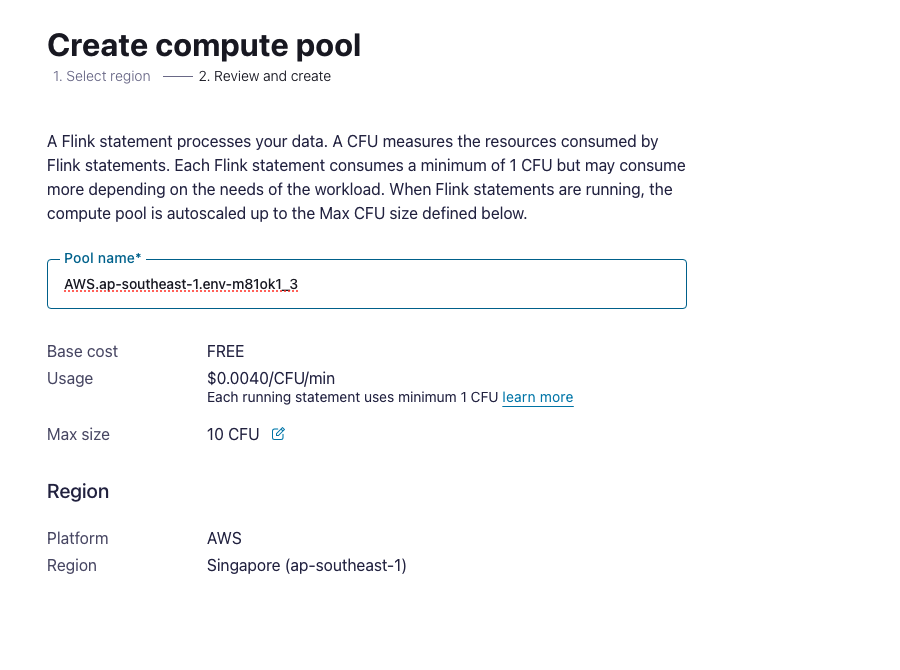 Create compute pool
1. Select region 2. Review and create
A Flink statement processes your data. A CFU measures the resources consumed by
Flink statements. Each Flink statement consumes a minimum of 1 CFU but may consume
more depending on the needs of the workload. When Flink statements are running, the
compute pool is autoscaled up to the Max CFU size defined below.
Pool name*
AWS.ap-southeast-1.env-m81ok1_3
Base cost FREE
Usage $0.0040/CFU/min
Each running statement uses minimum 1 CFU learn more
Max size 10 CFU
Region
Platform AWS
Region Singapore (ap-southeast-1)